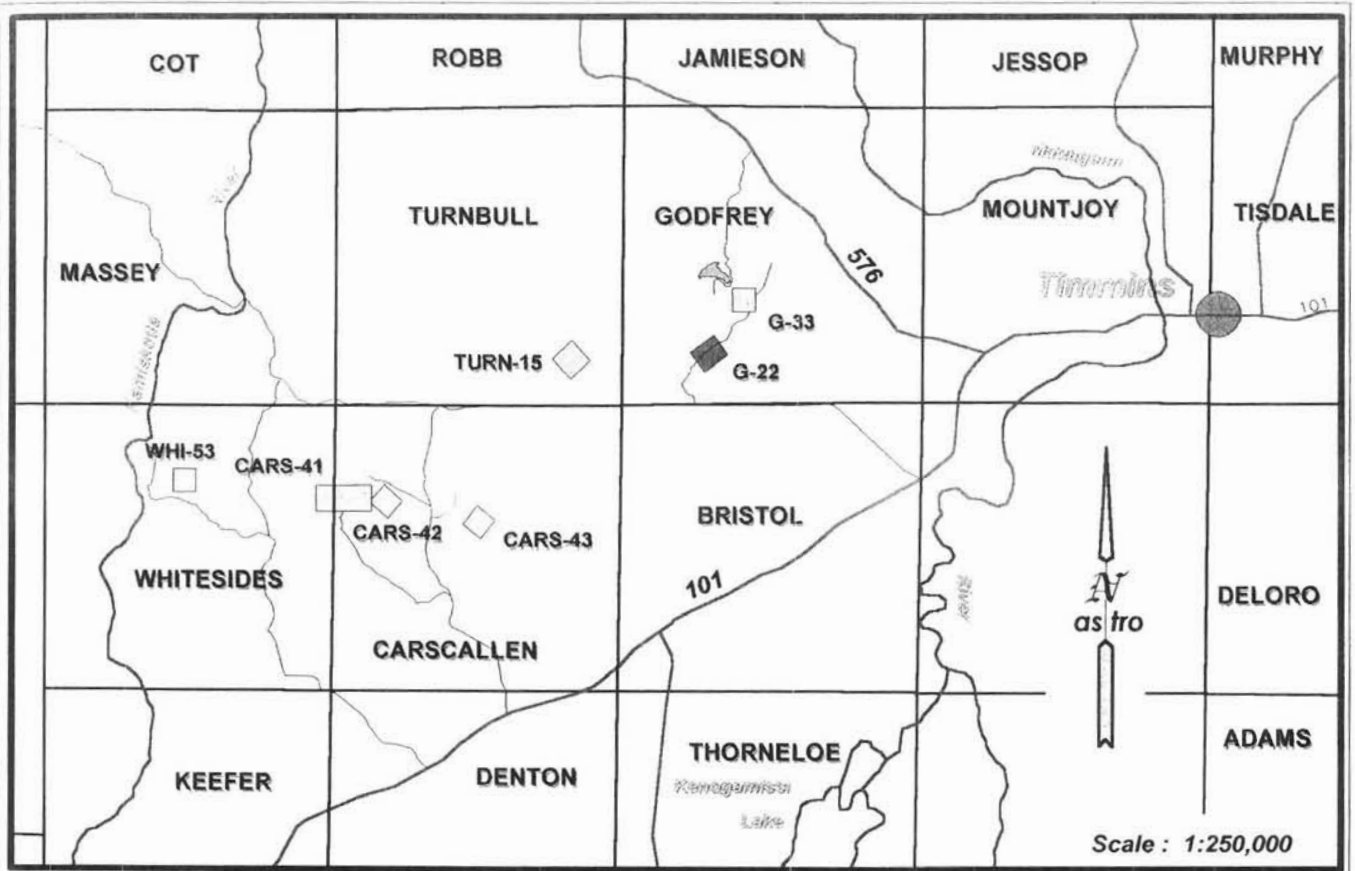 COT
ROBB
JAMIESON
JESSOP
MURPHY
River
TURNBULL
GODFREY
MOUNTJOY
TISDALE
MASSEY
576
Timmins
101
G-33
TURN-15
G-22
WHI-53
CARS-41
CARS-42
CARS-43
BRISTOL
WHITESIDES
101
River
N
astro
DELORO
CARSCALLEN
KEEFER
DENTON
THORNELOE
ADAMS
Lake
Scale : 1:250,000